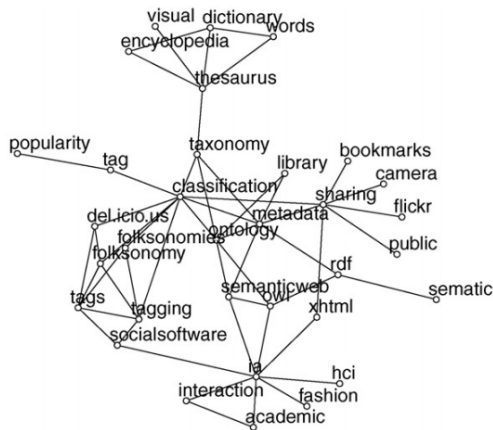 visual
dictionary
words
encyclopedia
thesaurus
popularity
tag
taxonomy
library
bookmarks
camera
classification
sharing
flickr
del.icio.us
metadata
folksonomies
ontology
public
folksonomy
rdf
semanticweb
sematic
tags
owl
tagging
xhtml
socialsoftware
ia
hci
interaction
fashion
academic